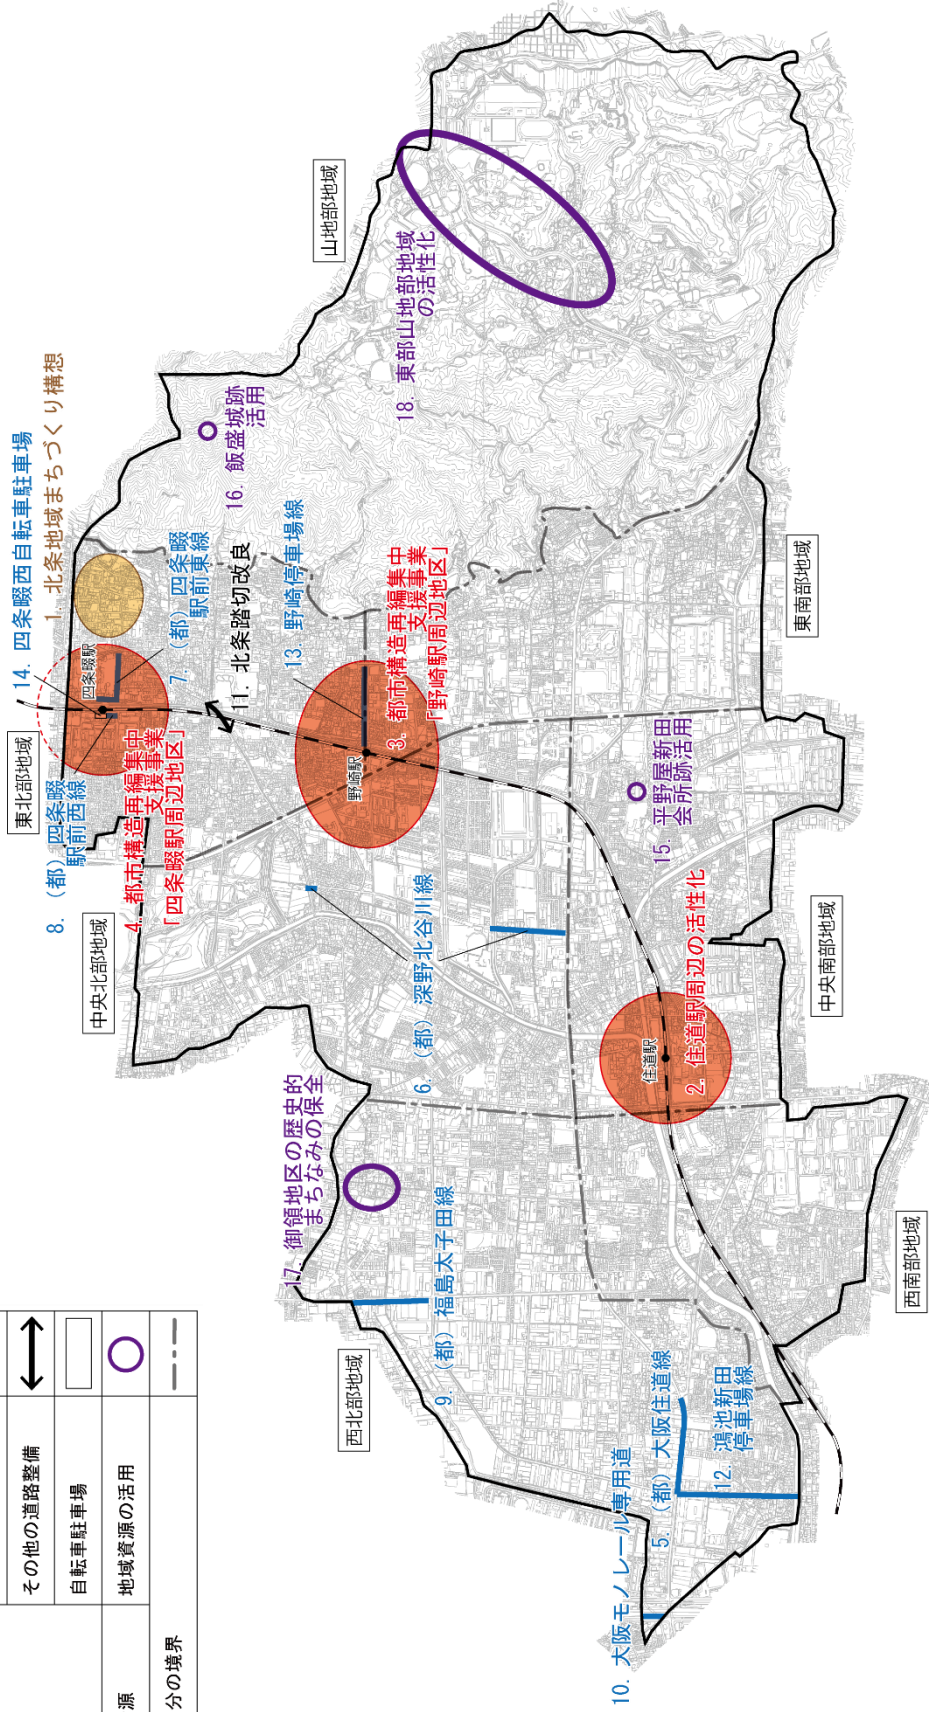 その他の道路整備
自転車駐車場
源
地域資源の活用
分の境界
10. 大阪モノレール専用道
5. (都) 大阪住道線
12. 鴻池新田
停車場線
西北部地域
9. (都) 福島太子田線
17. 御領地区の歴史的
まちなみの保全
西南部地域
中央北部地域
6. (都) 深野北谷川線
住道駅
2. 住道駅周辺の活性化
中央南部地域
15. 平野屋新田
会所跡活用
東北部地域
8. (都) 四条畷
駅前西線
4. 都市構造再編集中
支援事業
「四条畷駅周辺地区」
14. 四条畷西自転車駐車場
四条畷駅
1. 北条地域まちづくり構想
7. (都) 四条畷
駅前東線
11. 北条踏切改良
13. 野崎停車場線
野崎駅
3. 都市構造再編集中
支援事業
「野崎駅周辺地区」
東南部地域
16. 飯盛城跡
活用
山地部地域
18. 東部山地部地域
の活性化